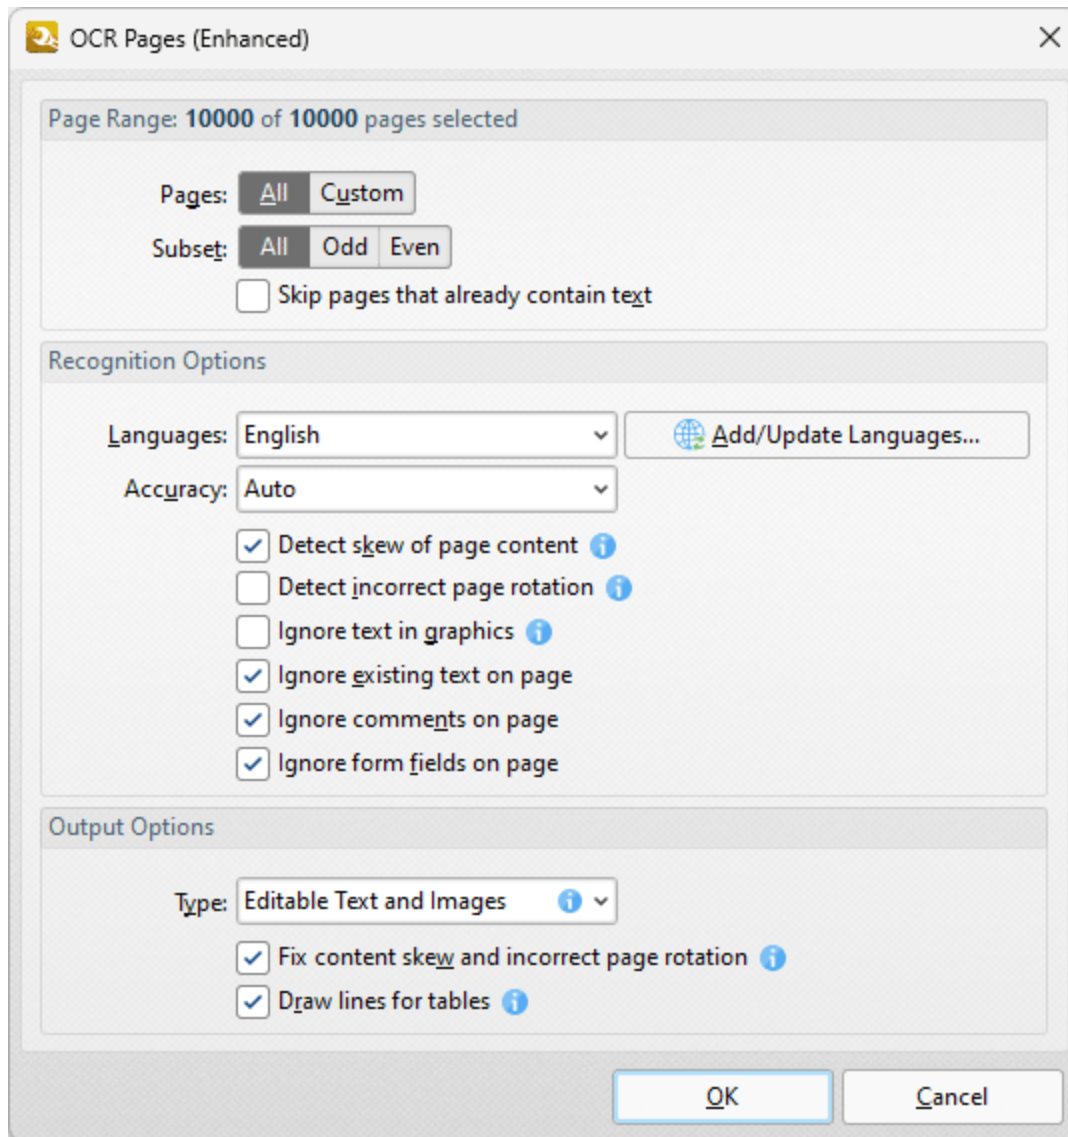 OCR Pages (Enhanced)
Page Range: 10000 of 10000 pages selected
Pages: All Custom
Subset: All Odd Even
Skip pages that already contain text
Recognition Options
Languages: English Add/Update Languages...
Accuracy: Auto
Detect skew of page content
Detect incorrect page rotation
Ignore text in graphics
Ignore existing text on page
Ignore comments on page
Ignore form fields on page
Output Options
Type: Editable Text and Images
Fix content skew and incorrect page rotation
Draw lines for tables
OK Cancel